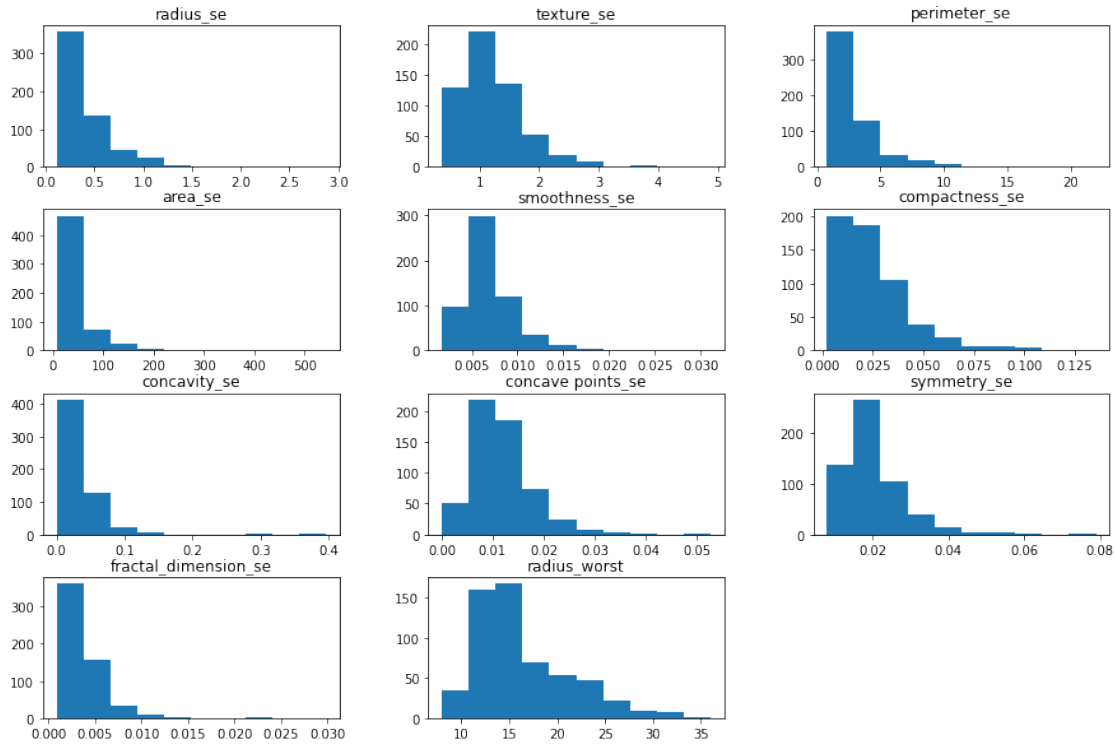 radius_se
300
200
100
0
0.0 0.5 1.0 1.5 2.0 2.5 3.0
texture_se
200
150
100
50
0
1 2 3 4 5
perimeter_se
300
200
100
0
0 5 10 15 20
area_se
400
300
200
100
0
0 100 200 300 400 500
smoothness_se
300
200
100
0
0.005 0.010 0.015 0.020 0.025 0.030
compactness_se
200
150
100
50
0
0.000 0.025 0.050 0.075 0.100 0.125
concavity_se
400
300
200
100
0
0.0 0.1 0.2 0.3 0.4
concave points_se
200
150
100
50
0
0.00 0.01 0.02 0.03 0.04 0.05
symmetry_se
200
100
0
0.02 0.04 0.06 0.08
fractal_dimension_se
300
200
100
0
0.000 0.005 0.010 0.015 0.020 0.025 0.030
radius_worst
150
100
50
0
10 15 20 25 30 35